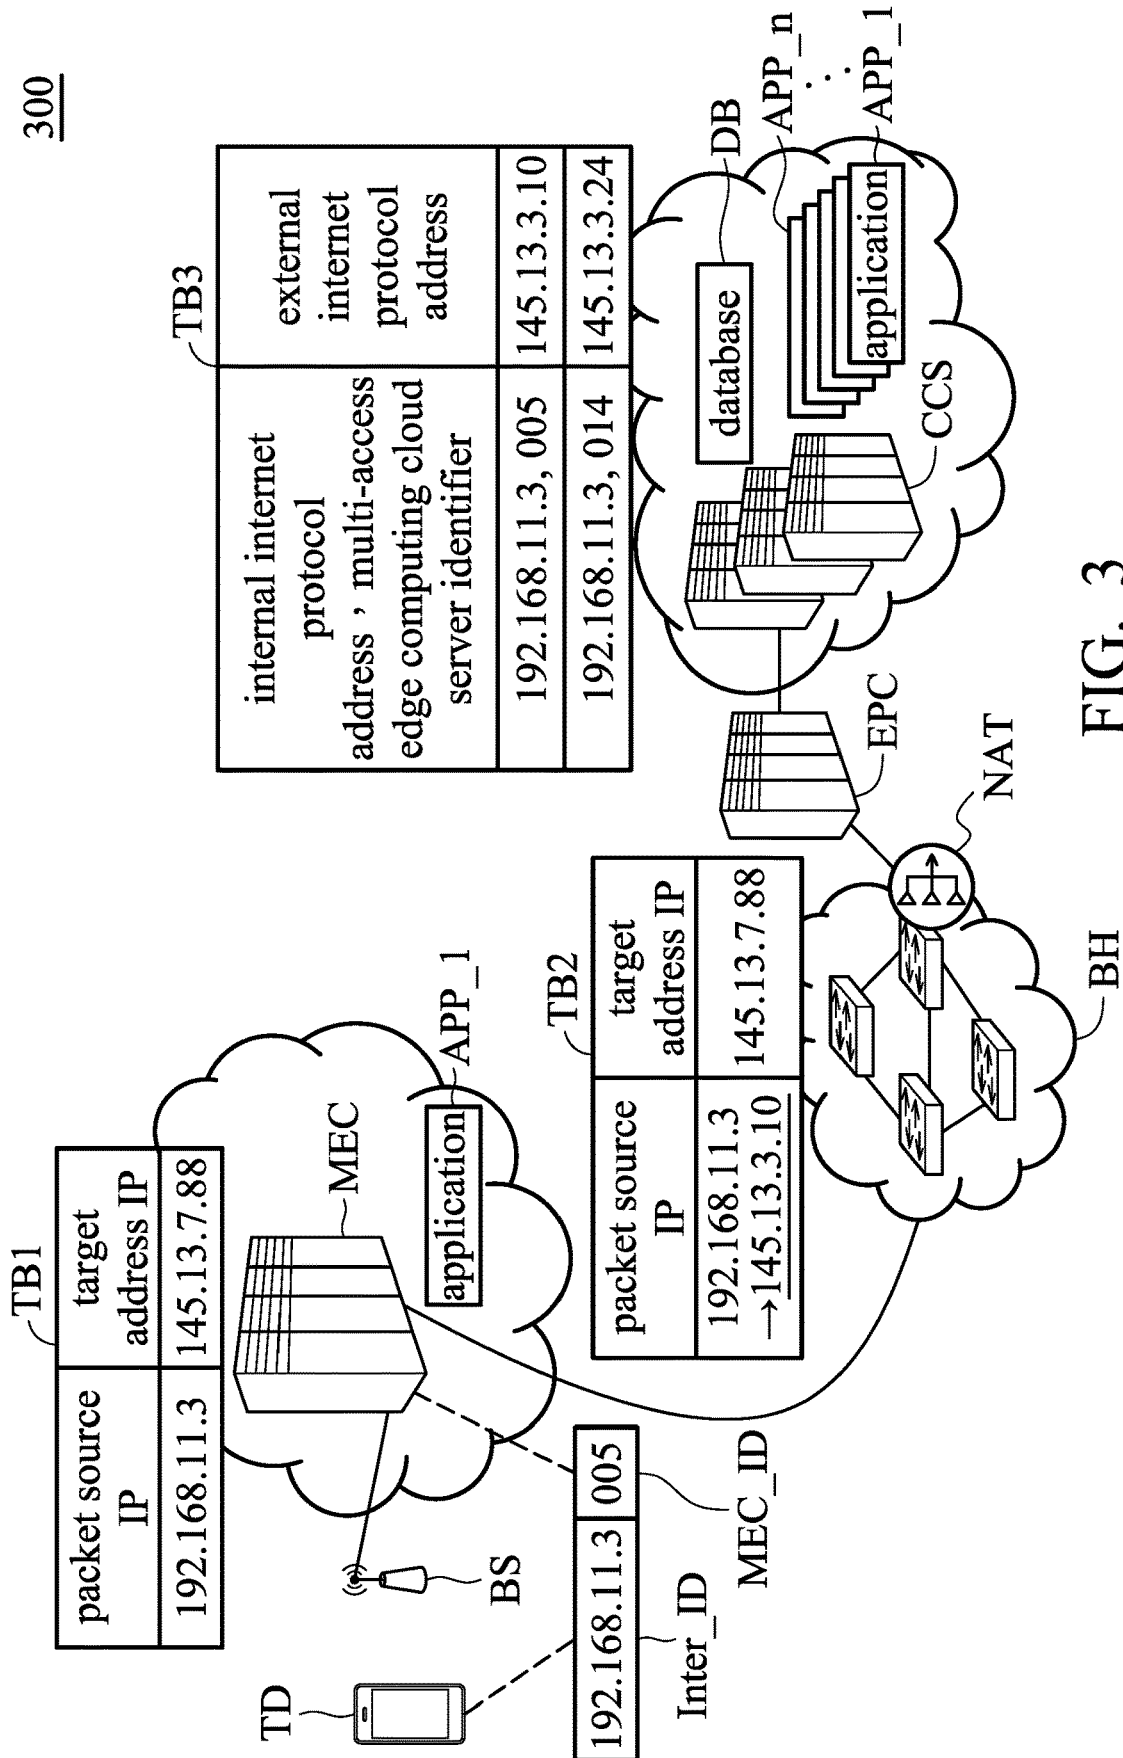 300
TB1
packet source
IP
target
address IP
192.168.11.3
145.13.7.88
TD
BS
MEC
application
APP_1
192.168.11.3
005
Inter_ID
MEC_ID
TB2
packet source
IP
target
address IP
192.168.11.3
→145.13.3.10
145.13.7.88
BH
NAT
EPC
TB3
internal internet
protocol
address，multi-access
edge computing cloud
server identifier
external
internet
protocol
address
192.168.11.3, 005
145.13.3.10
192.168.11.3, 014
145.13.3.24
database
DB
APP_n
...
application
APP_1
CCS
FIG. 3